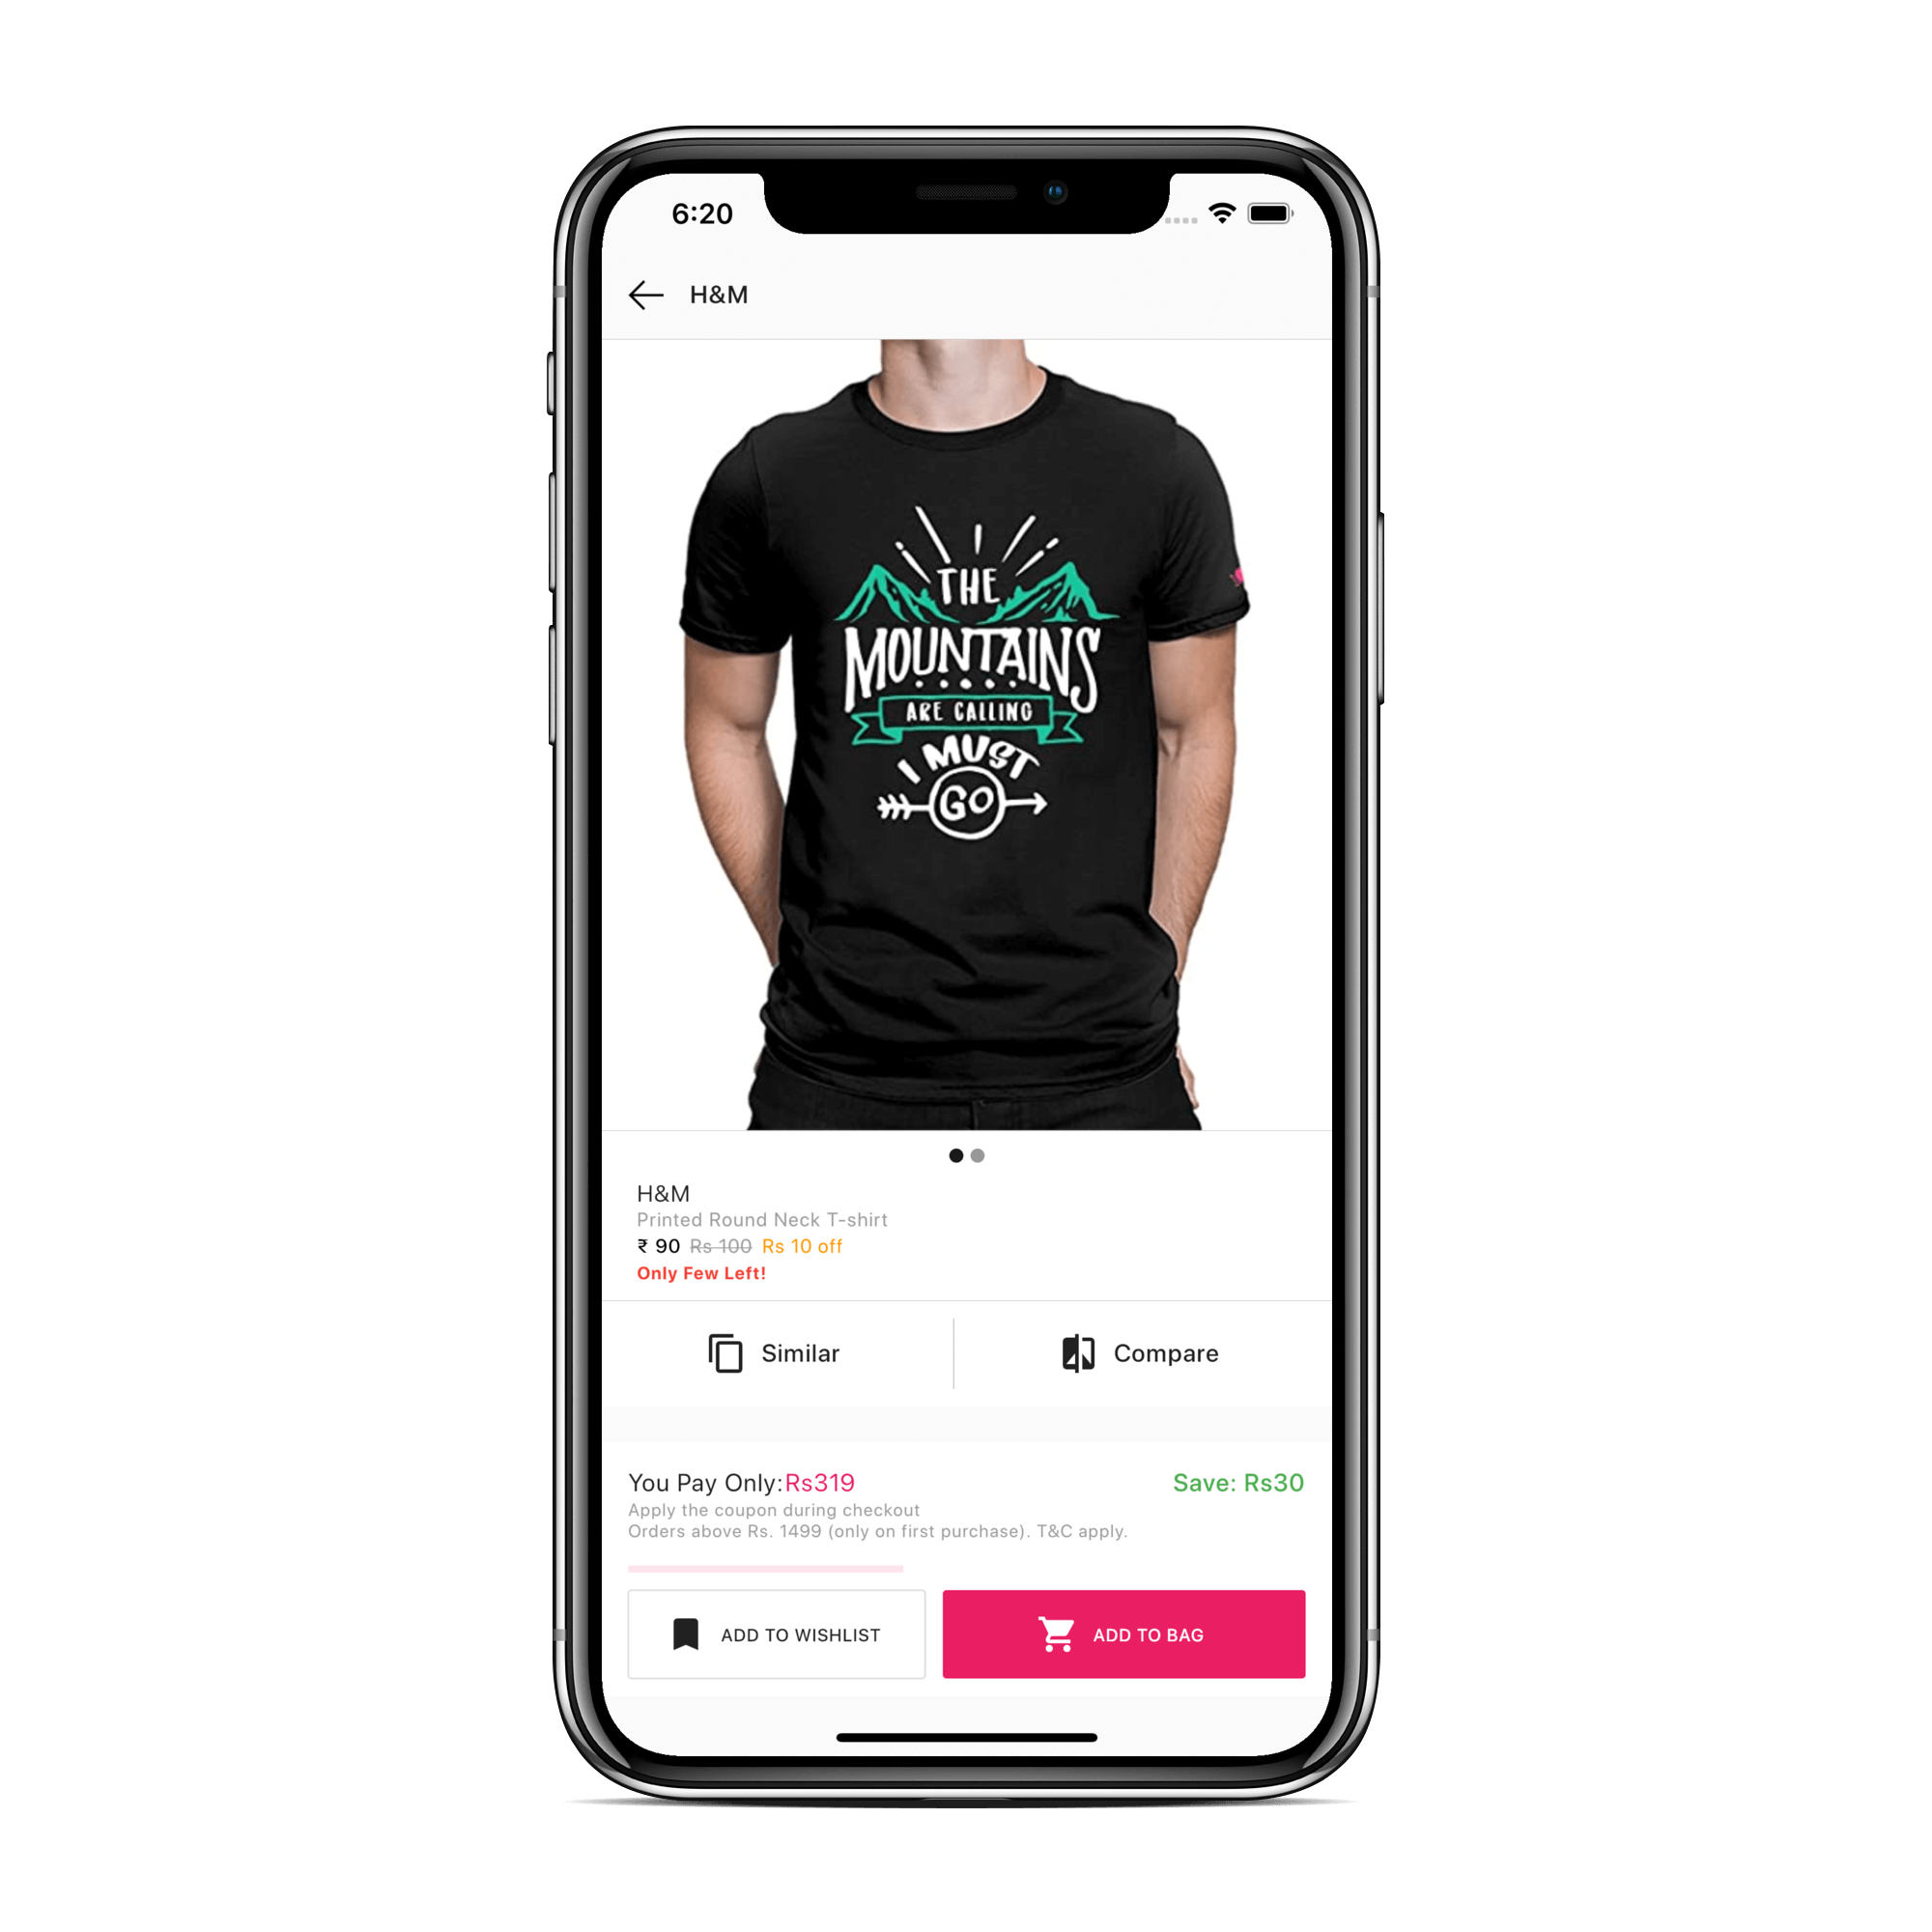 6:20
H&M
THE
MOUNTAINS
ARE CALLING
I MUST
GO
H&M
Printed Round Neck T-shirt
₹ 90 Rs 100 Rs 10 off
Only Few Left!
Similar
Compare
You Pay Only:Rs319
Save: Rs30
Apply the coupon during checkout
Orders above Rs. 1499 (only on first purchase). T&C apply.
ADD TO WISHLIST
ADD TO BAG